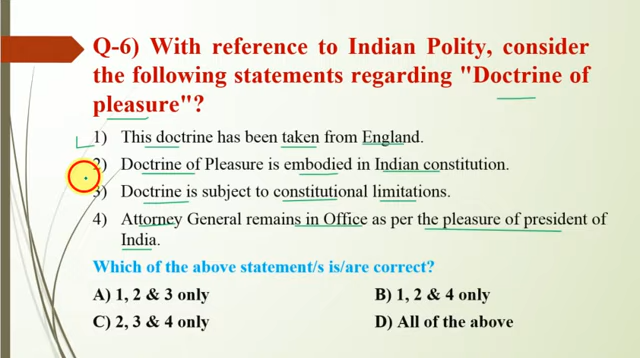 Q-6) With reference to Indian Polity, consider
the following statements regarding "Doctrine of
pleasure"?
1) This doctrine has been taken from England.
2) Doctrine of Pleasure is embodied in Indian constitution.
3) Doctrine is subject to constitutional limitations.
4) Attorney General remains in Office as per the pleasure of president of
India.
Which of the above statement/s is/are correct?
A) 1, 2 & 3 only
B) 1, 2 & 4 only
C) 2, 3 & 4 only
D) All of the above